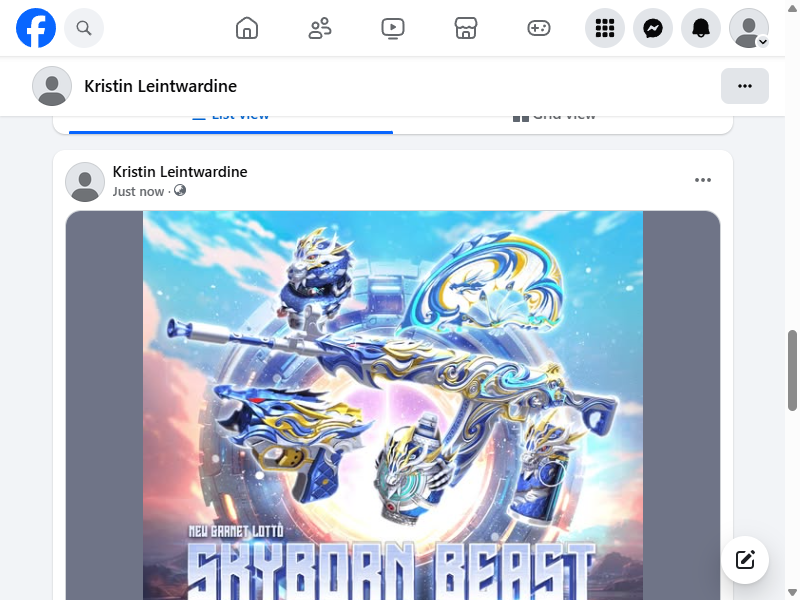 Kristin Leintwardine
List view
Grid view
Kristin Leintwardine
Just now ·
NEW GARNET LOTTO
SKYBORN BEAST